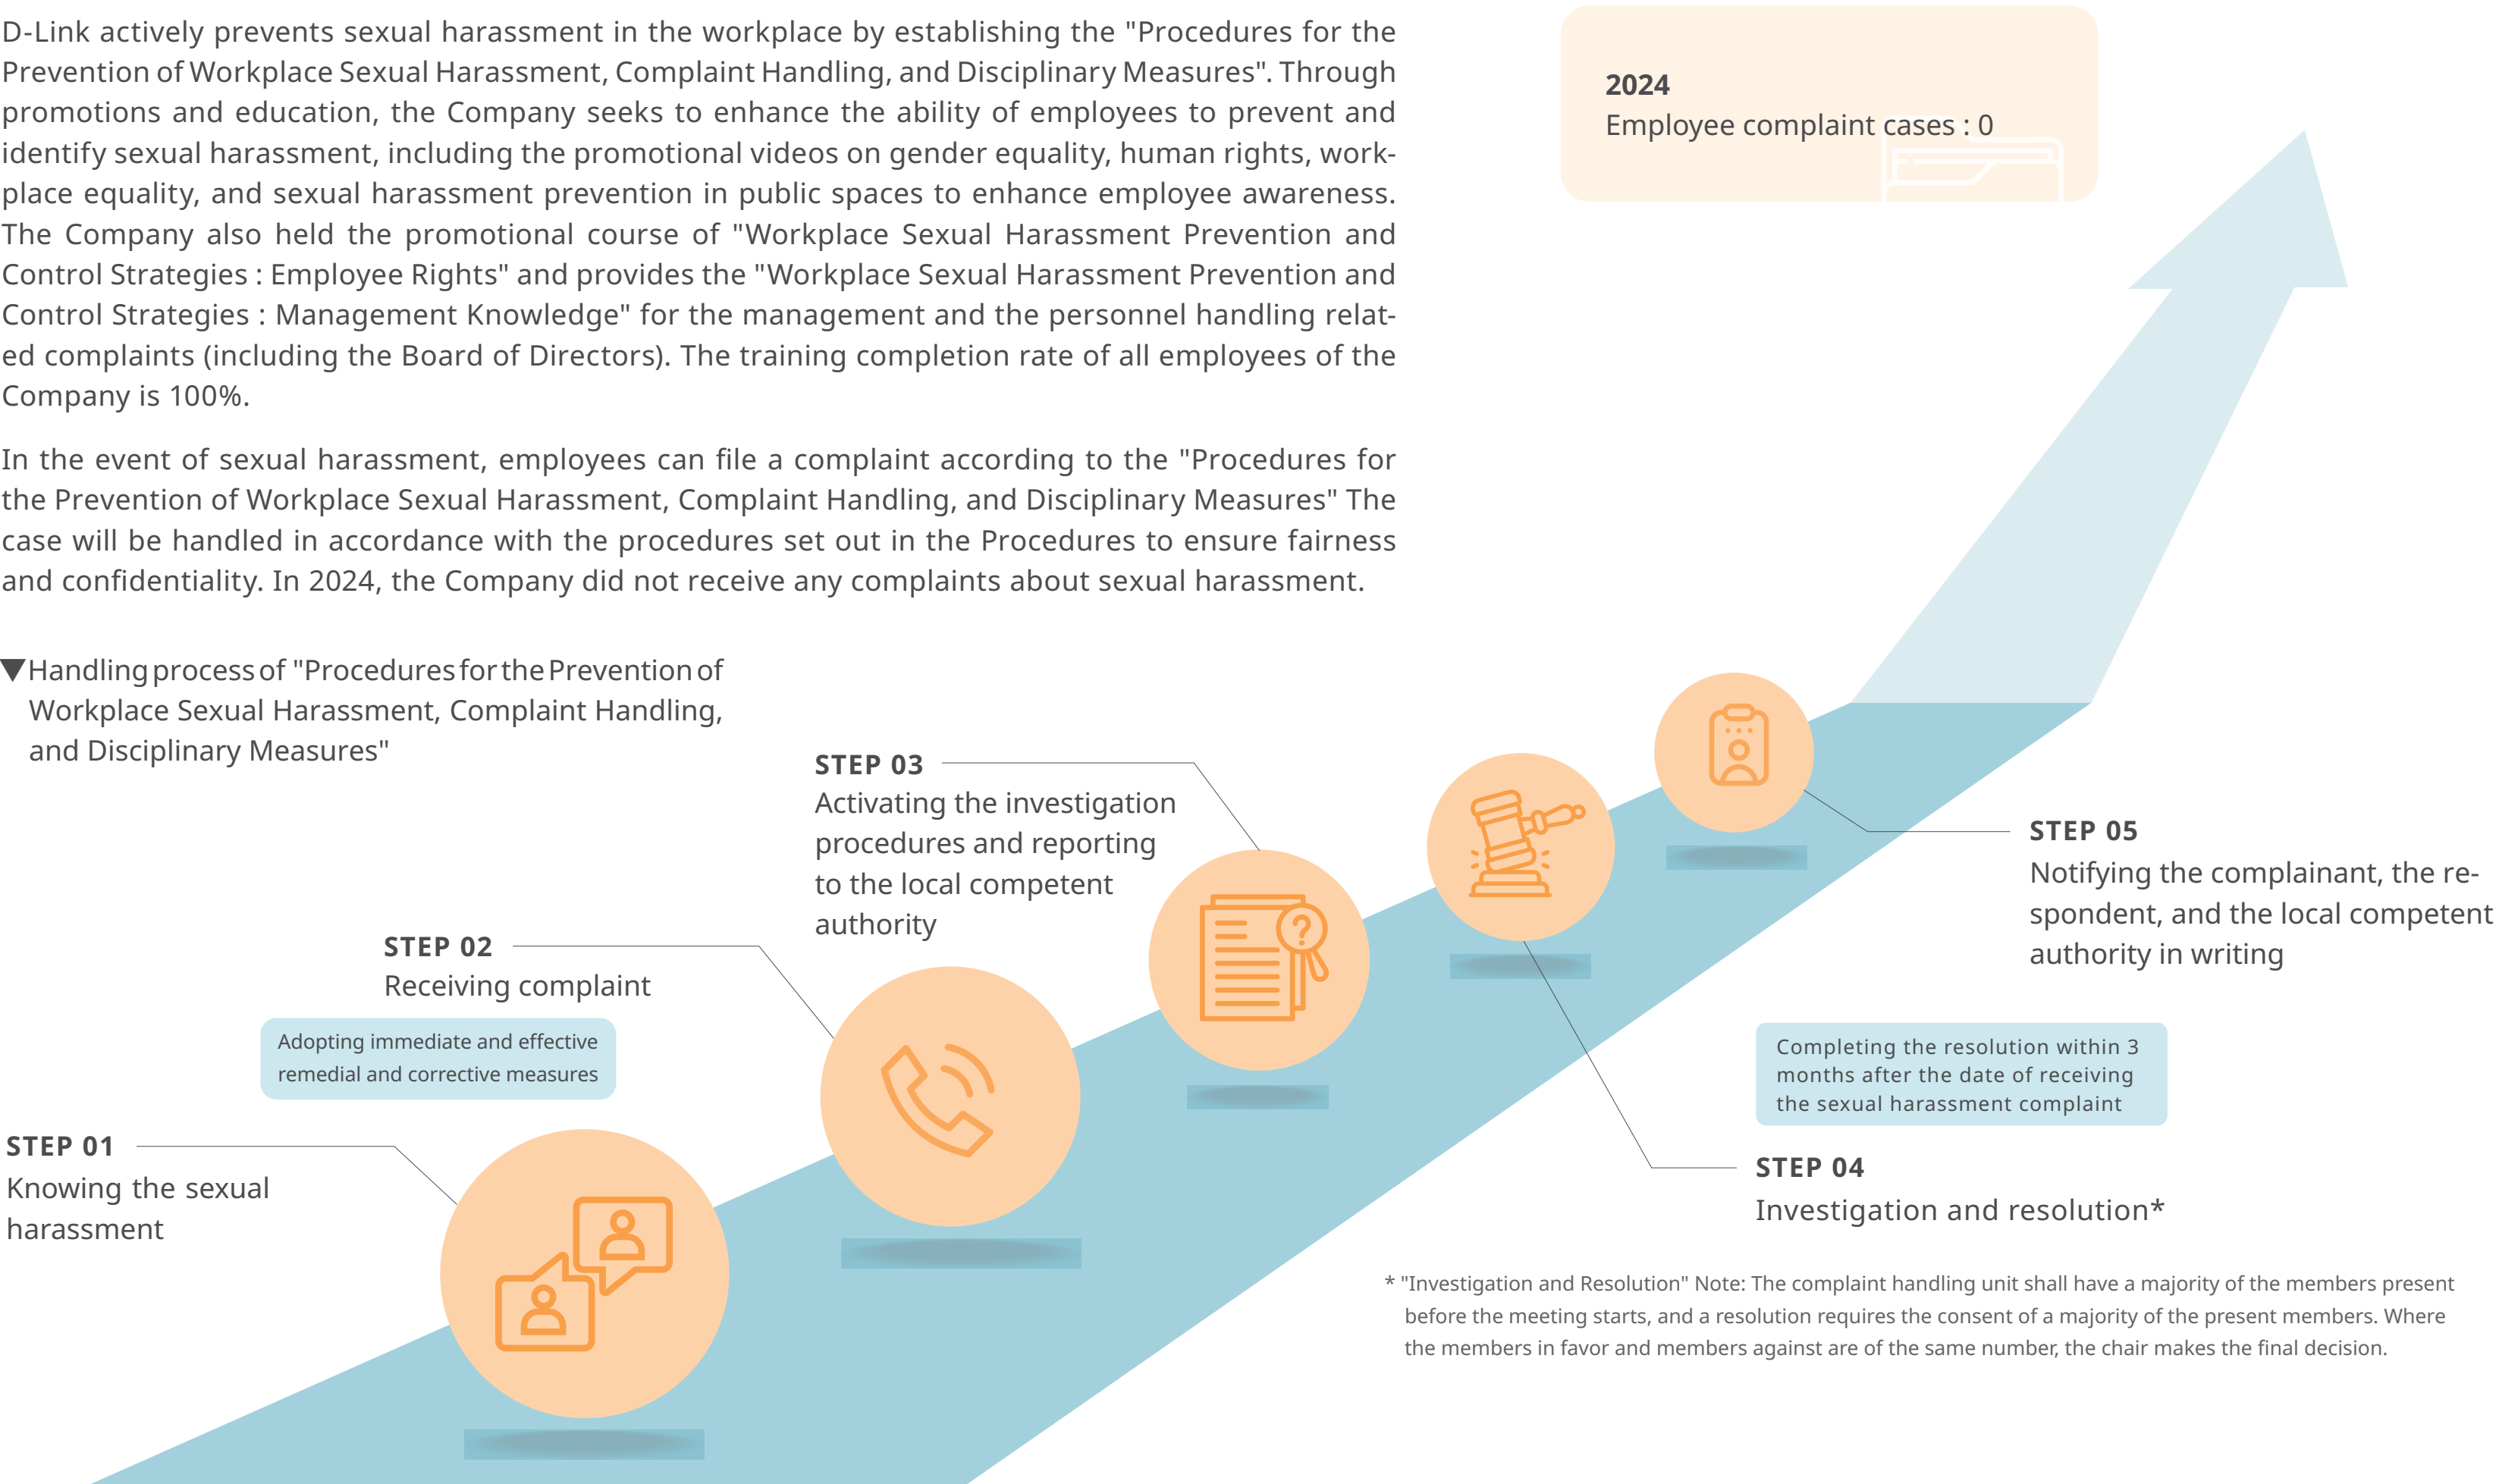 D-Link actively prevents sexual harassment in the workplace by establishing the "Procedures for the
Prevention of Workplace Sexual Harassment, Complaint Handling, and Disciplinary Measures". Through
promotions and education, the Company seeks to enhance the ability of employees to prevent and
identify sexual harassment, including the promotional videos on gender equality, human rights, work-
place equality, and sexual harassment prevention in public spaces to enhance employee awareness.
The Company also held the promotional course of "Workplace Sexual Harassment Prevention and
Control Strategies : Employee Rights" and provides the "Workplace Sexual Harassment Prevention and
Control Strategies : Management Knowledge" for the management and the personnel handling relat-
ed complaints (including the Board of Directors). The training completion rate of all employees of the
Company is 100%.
In the event of sexual harassment, employees can file a complaint according to the "Procedures for
the Prevention of Workplace Sexual Harassment, Complaint Handling, and Disciplinary Measures" The
case will be handled in accordance with the procedures set out in the Procedures to ensure fairness
and confidentiality. In 2024, the Company did not receive any complaints about sexual harassment.
2024
Employee complaint cases : 0
▼Handling process of "Procedures for the Prevention of
Workplace Sexual Harassment, Complaint Handling,
and Disciplinary Measures"
STEP 01
Knowing the sexual
harassment
STEP 02
Receiving complaint
Adopting immediate and effective
remedial and corrective measures
STEP 03
Activating the investigation
procedures and reporting
to the local competent
authority
Completing the resolution within 3
months after the date of receiving
the sexual harassment complaint
STEP 04
Investigation and resolution*
STEP 05
Notifying the complainant, the re-
spondent, and the local competent
authority in writing
* "Investigation and Resolution" Note: The complaint handling unit shall have a majority of the members present
before the meeting starts, and a resolution requires the consent of a majority of the present members. Where
the members in favor and members against are of the same number, the chair makes the final decision.